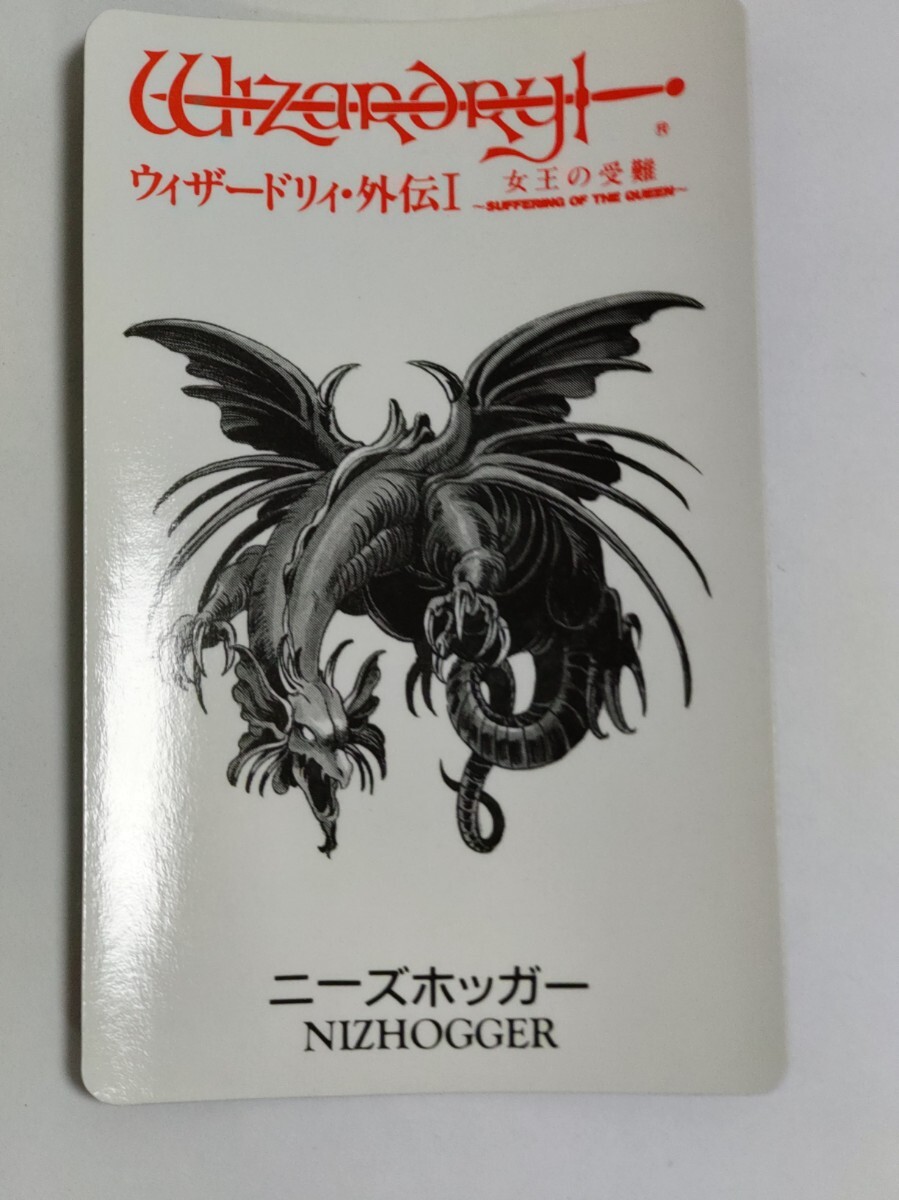 Wizardry
®
ウィザードリィ・外伝I
女王の受難
～SUFFERING OF THE QUEEN～
ニーズホッガー
NIZHOGGER